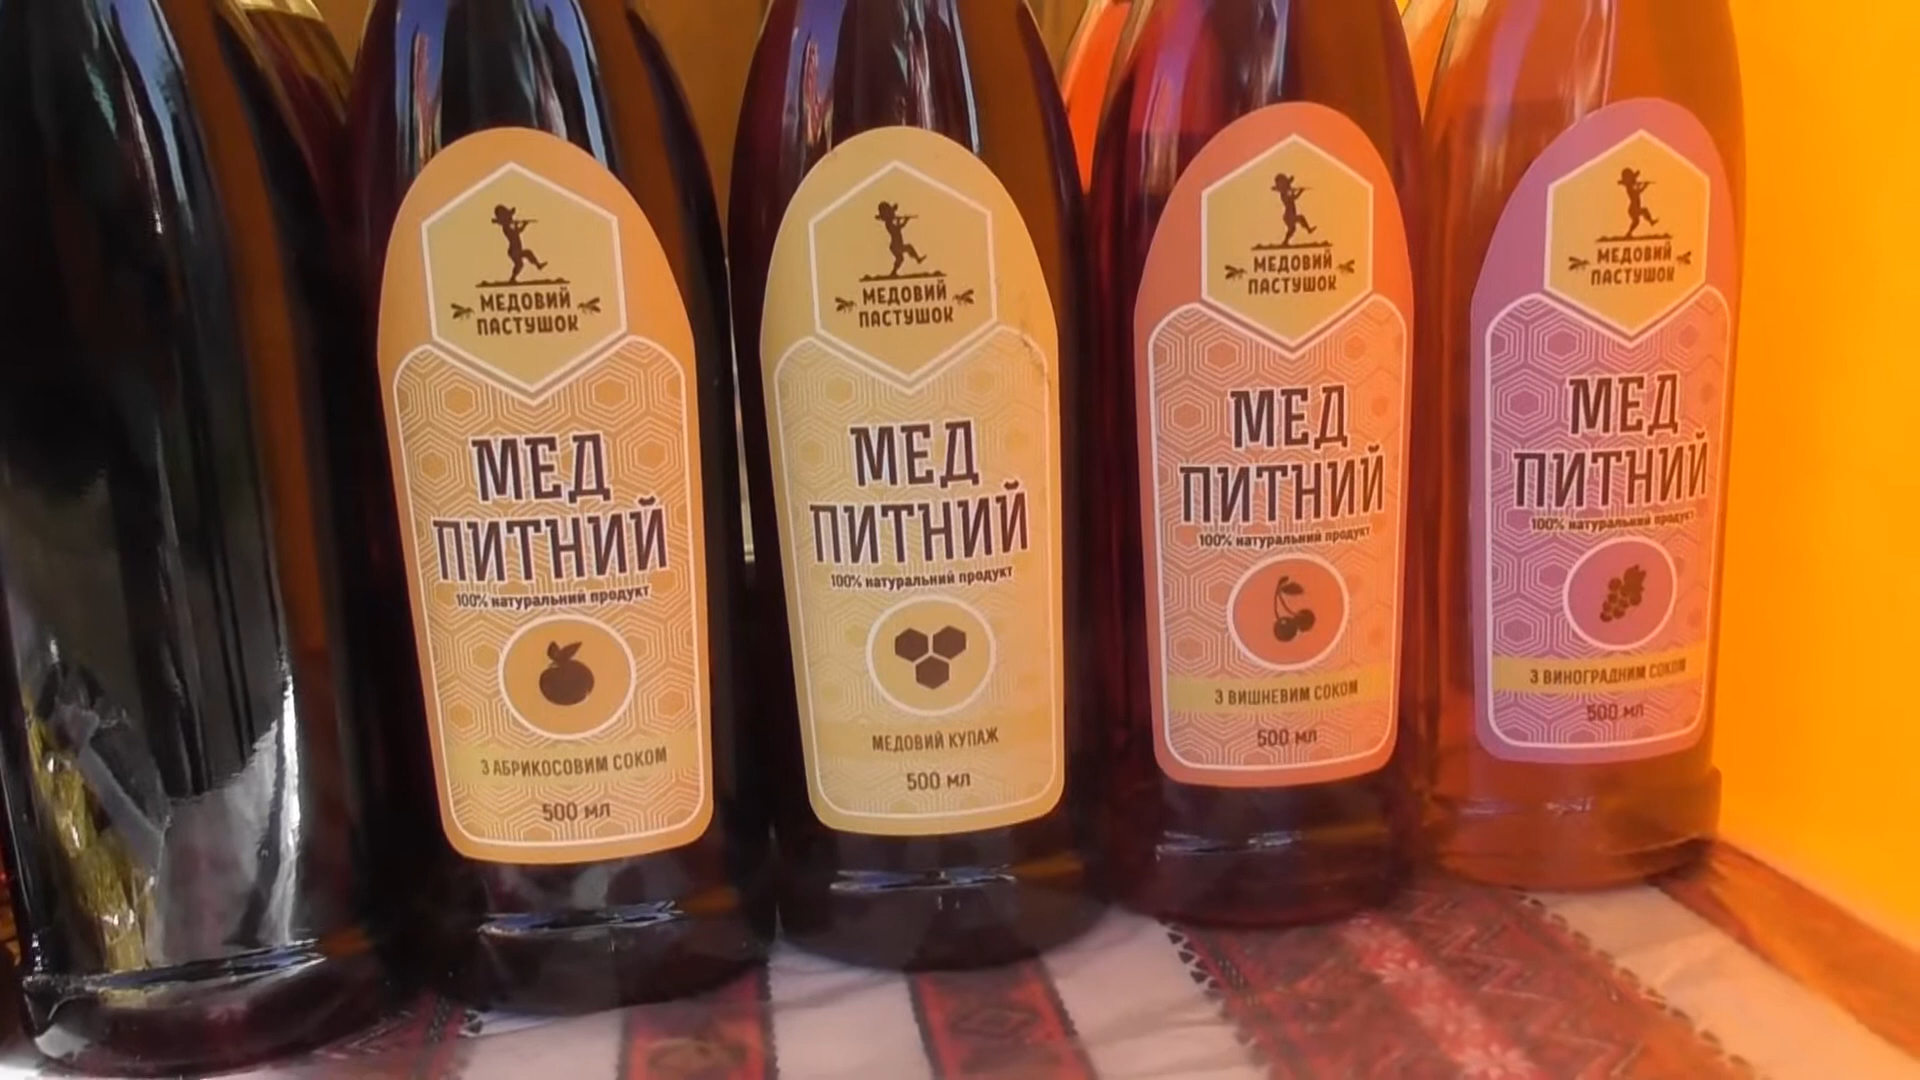 МЕДОВИЙ
ПАСТУШОК
МЕД
ПИТНИЙ
100% натуральний продукт
З АБРИКОСОВИМ СОКОМ
500 мл
МЕДОВИЙ
ПАСТУШОК
МЕД
ПИТНИЙ
100% натуральний продукт
МЕДОВИЙ КУПАЖ
500 мл
МЕДОВИЙ
ПАСТУШОК
МЕД
ПИТНИЙ
100% натуральний продукт
З ВИШНЕВИМ СОКОМ
500 мл
МЕДОВИЙ
ПАСТУШОК
МЕД
ПИТНИЙ
100% натуральний продукт
З ВИНОГРАДНИМ СОКОМ
500 мл